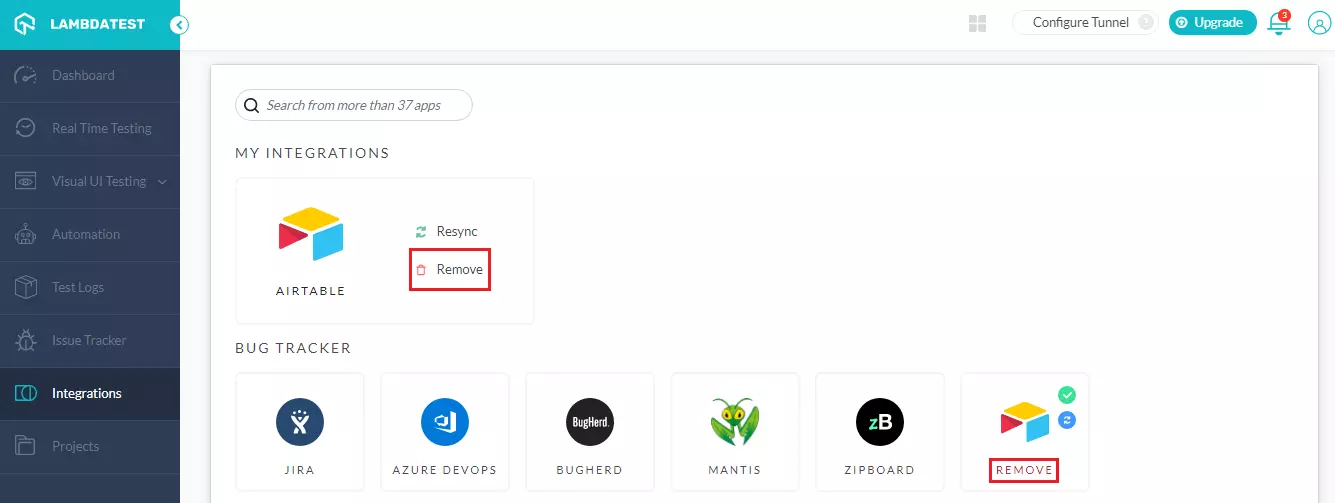 LAMBDATEST
Configure Tunnel
Upgrade
3
Dashboard
Real Time Testing
Visual UI Testing
Automation
Test Logs
Issue Tracker
Integrations
Projects
Search from more than 37 apps
MY INTEGRATIONS
Resync
Remove
AIRTABLE
BUG TRACKER
BugHerd.
zB
JIRA
AZURE DEVOPS
BUGHERD
MANTIS
ZIPBOARD
REMOVE